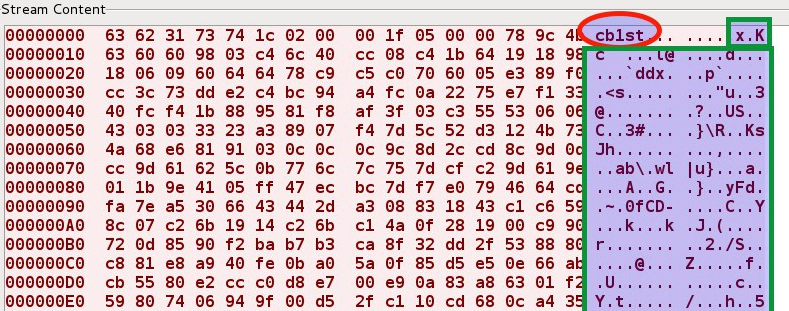 Stream Content
00000000 63 62 31 73 74 1c 02 00 00 1f 05 00 00 78 9c 4b cb1st... .....x.K
00000010 63 60 60 98 03 c4 6c 40 cc 08 c4 1b 64 19 18 98 c``...l@ ....d...
00000020 18 06 09 60 64 64 78 c9 c5 c0 70 60 05 e3 89 f0 ...`ddx. ..p`....
00000030 cc 3c 73 dd e2 c4 bc 94 a4 fc 0a 22 75 e7 f1 33 .<s..... ..."u..3
00000040 40 fc f4 1b 88 95 81 f8 af 3f 03 c3 55 53 06 06 @....... .?..US..
00000050 43 03 03 33 23 a3 89 07 f4 7d 5c 52 d3 12 4b 73 C..3#... .}\R..Ks
00000060 4a 68 e6 81 91 03 0c 0c 0c 9c 8d 2c cd 8c 9d 0d Jh...... ...,....
00000070 cc 9d 61 62 5c 0b 77 6c 7c 75 7d cf c2 9d 61 9e ..ab\.wl |u}...a.
00000080 01 1b 9e 41 05 ff 47 ec bc 7d f7 e0 79 46 64 cd ...A..G. .}..yFd.
00000090 fa 7e a5 30 66 43 44 2d a3 08 83 18 43 c1 c6 59 .~.0fCD- ....C..Y
000000A0 8c 07 c2 6b 19 14 c2 6b c1 4a 0f 28 19 00 c9 90 ...k...k .J.(....
000000B0 72 0d 85 90 f2 ba b7 b3 ca 8f 32 dd 2f 53 88 80 r....... ..2./S..
000000C0 c8 81 e8 a9 40 fe 0b a0 5a 0f 85 d5 e5 0e 66 ab ....@... Z.....f.
000000D0 cb 55 80 e2 cc c0 d8 e7 00 e9 0a 83 a8 63 01 f2 .U...... .....c..
000000E0 59 80 74 06 94 9f 00 d5 2f c1 10 cd 68 0c a4 35 Y.t..... /...h..5